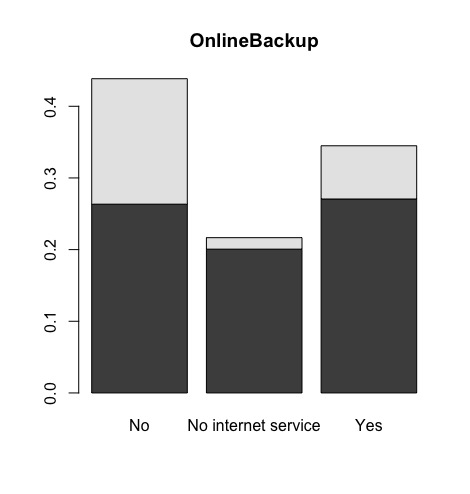 OnlineBackup
0.4
0.3
0.2
0.1
0.0
No No internet service Yes